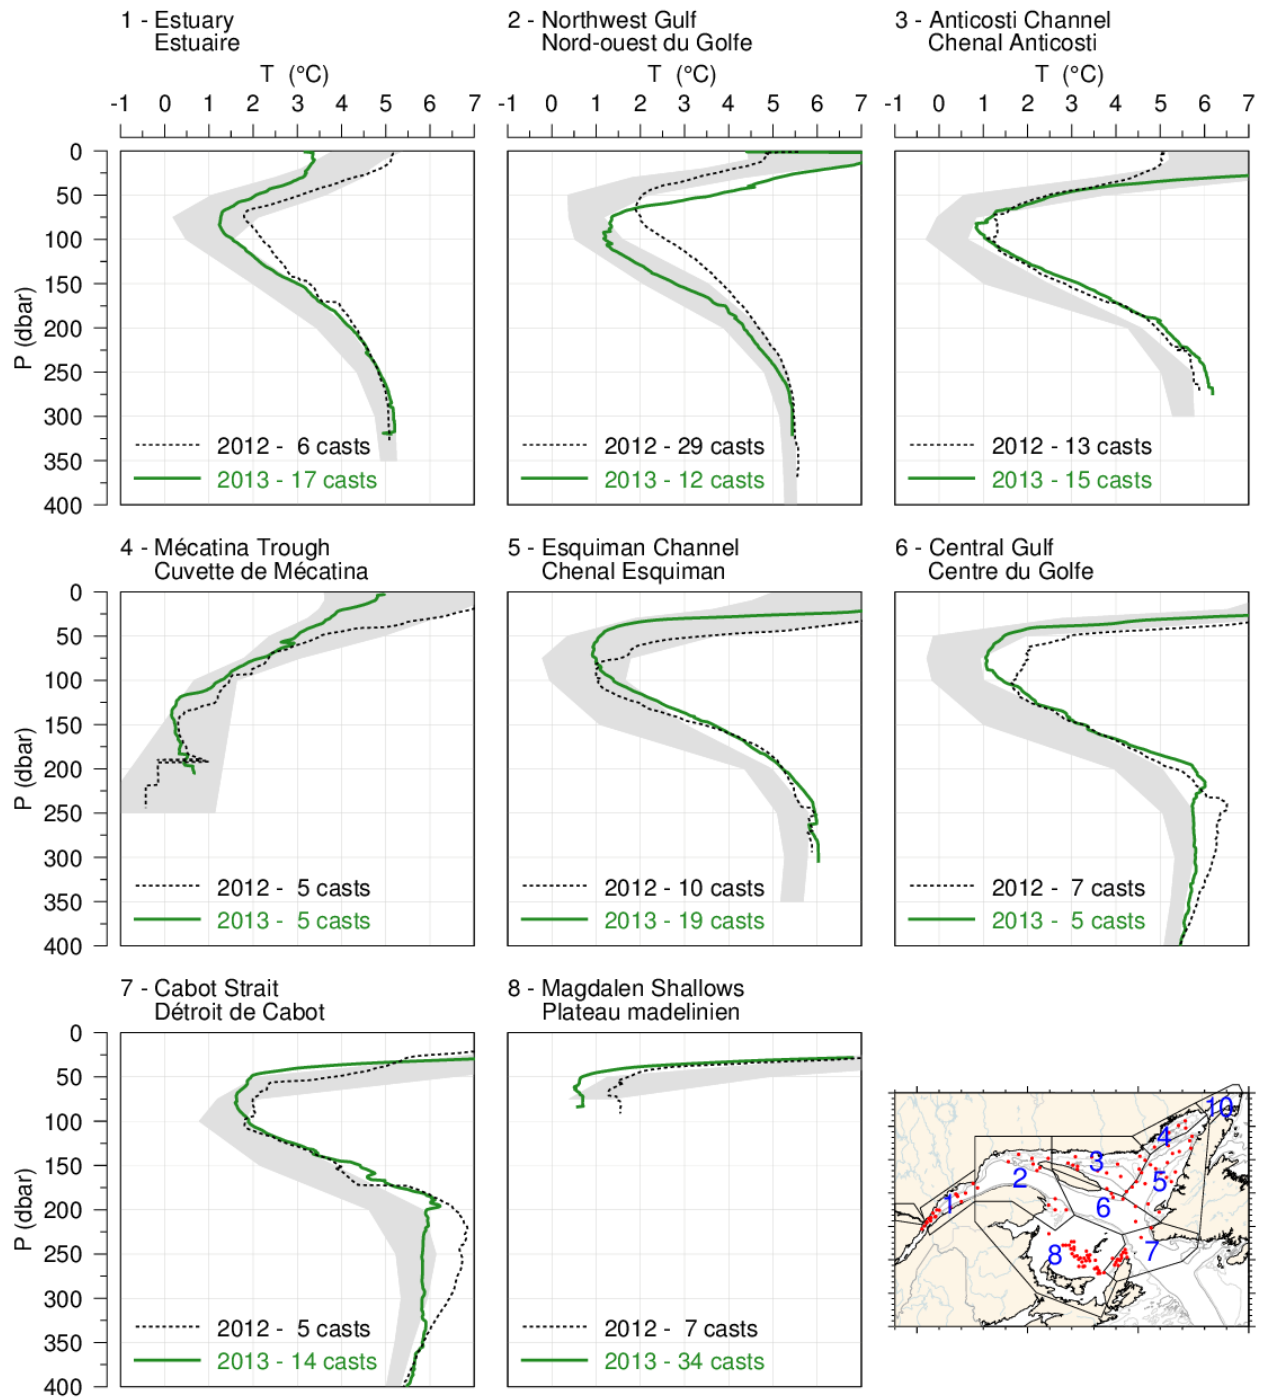 1 - Estuary
Estuaire
T (°C)
-1 0 1 2 3 4 5 6 7
2 - Northwest Gulf
Nord-ouest du Golfe
T (°C)
-1 0 1 2 3 4 5 6 7
3 - Anticosti Channel
Chenal Anticosti
T (°C)
-1 0 1 2 3 4 5 6 7
P (dbar)
0
50
100
150
200
250
300
350
400
2012 - 6 casts
2013 - 17 casts
2012 - 29 casts
2013 - 12 casts
2012 - 13 casts
2013 - 15 casts
4 - Mécatina Trough
Cuvette de Mécatina
5 - Esquiman Channel
Chenal Esquiman
6 - Central Gulf
Centre du Golfe
P (dbar)
0
50
100
150
200
250
300
350
400
2012 - 5 casts
2013 - 5 casts
2012 - 10 casts
2013 - 19 casts
2012 - 7 casts
2013 - 5 casts
7 - Cabot Strait
Détroit de Cabot
8 - Magdalen Shallows
Plateau madelinien
P (dbar)
0
50
100
150
200
250
300
350
400
2012 - 5 casts
2013 - 14 casts
2012 - 7 casts
2013 - 34 casts
10
4
3
2
5
1
6
8
7